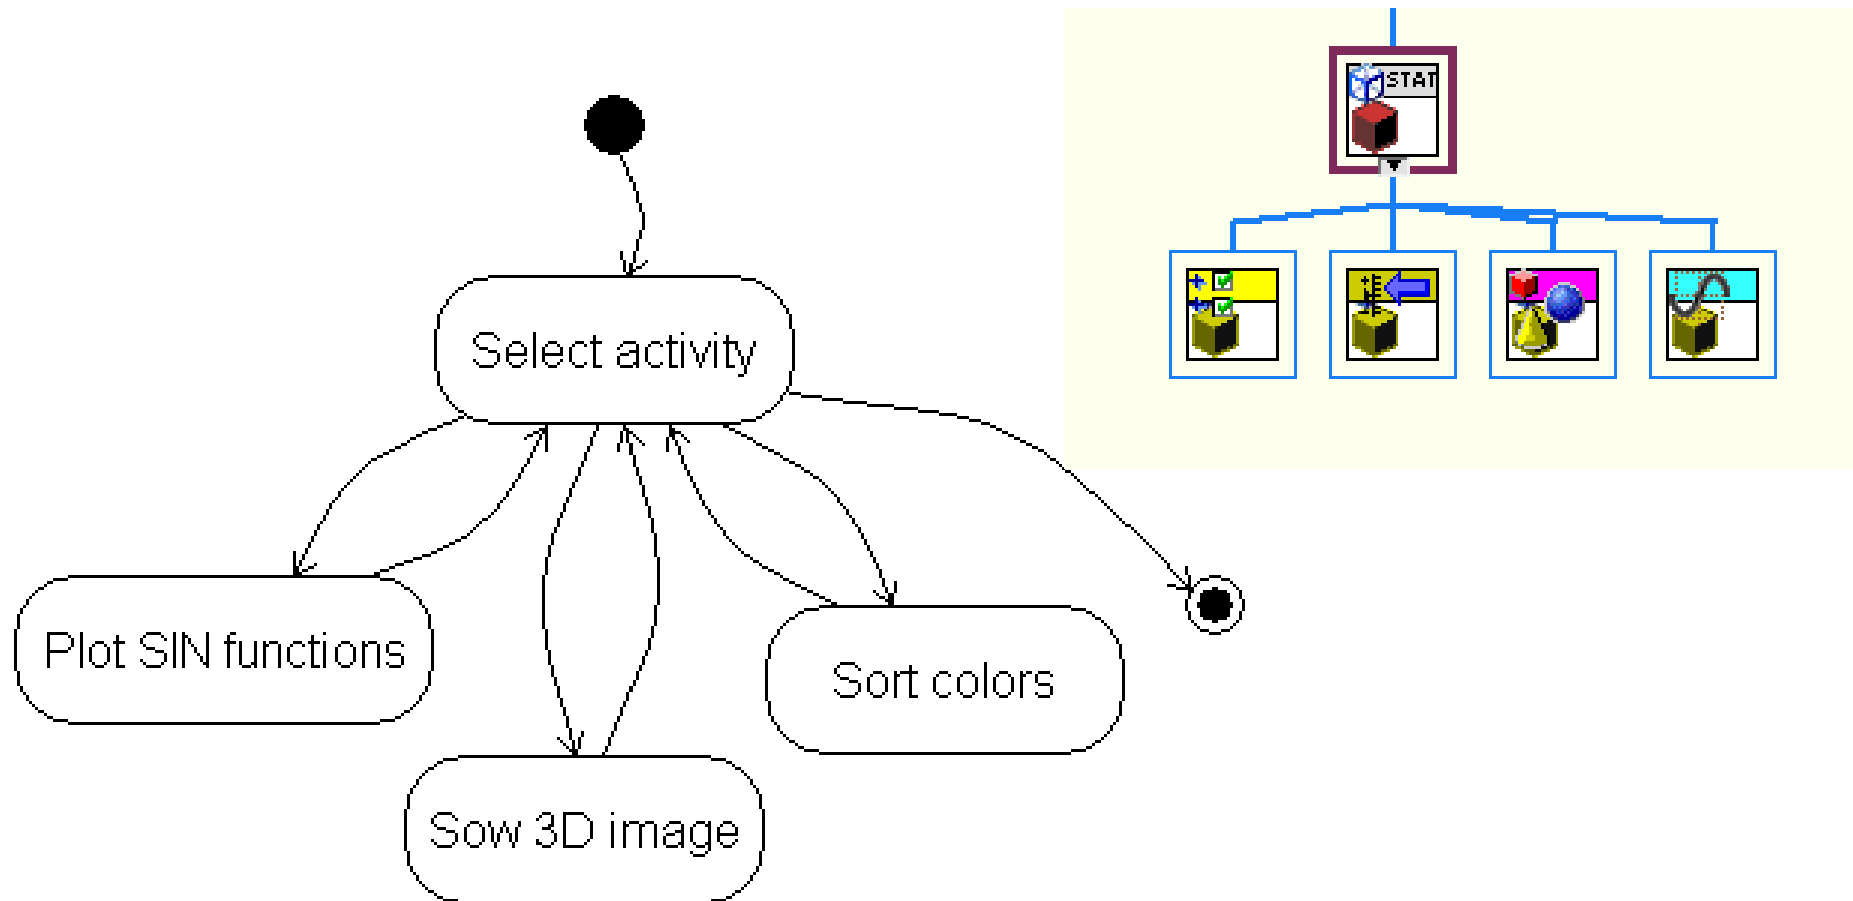 STAT
Select activity
Plot SIN functions
Sort colors
Sow 3D image